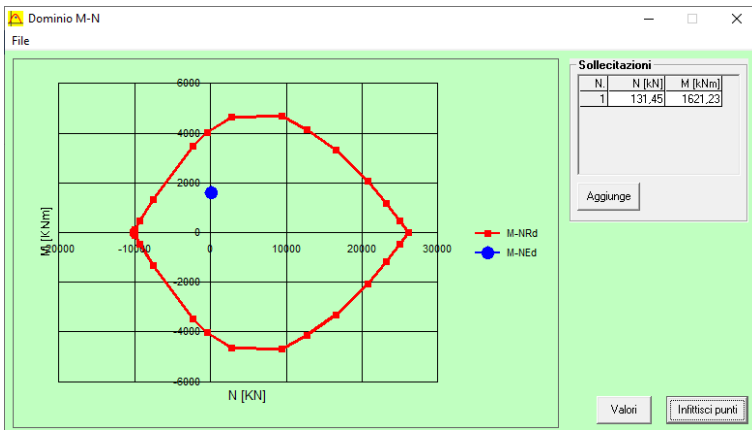 Dominio M-N
File
6000
4000
2000
0
-2000
-4000
-6000
-20000 -10000 0 10000 20000 30000
M [KNm]
N [KN]
M-NRd
M-NEd
Sollecitazioni
N. N [kN] M [kNm]
1 131,45 1621,23
Aggiunge
Valori
Infittisci punti